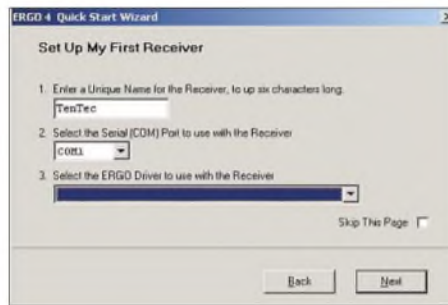 ERGO 4 Quick Start Wizard
Set Up My First Receiver
1. Enter a Unique Name for the Receiver, to up six characters long.
TenTec
2. Select the Serial (COM) Port to use with the Receiver
COM1
3. Select the ERGO Driver to use with the Receiver
Skip This Page
Back
Next